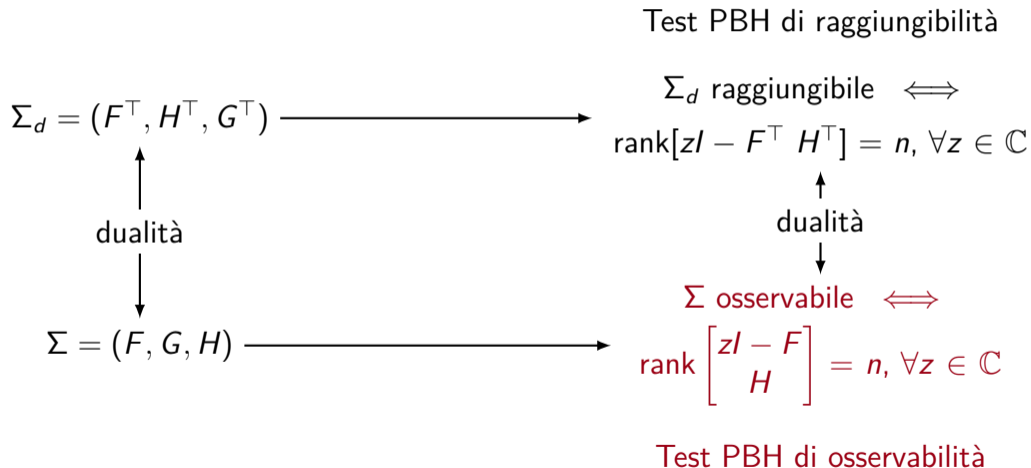 Test PBH di raggiungibilità
Σ_d raggiungibile ⟺
Σ_d = (F^⊤, H^⊤, G^⊤)
rank[zI − F^⊤ H^⊤] = n, ∀z ∈ ℂ
dualità
dualità
Σ osservabile ⟺
Σ = (F, G, H)
rank [zI − F
H] = n, ∀z ∈ ℂ
Test PBH di osservabilità